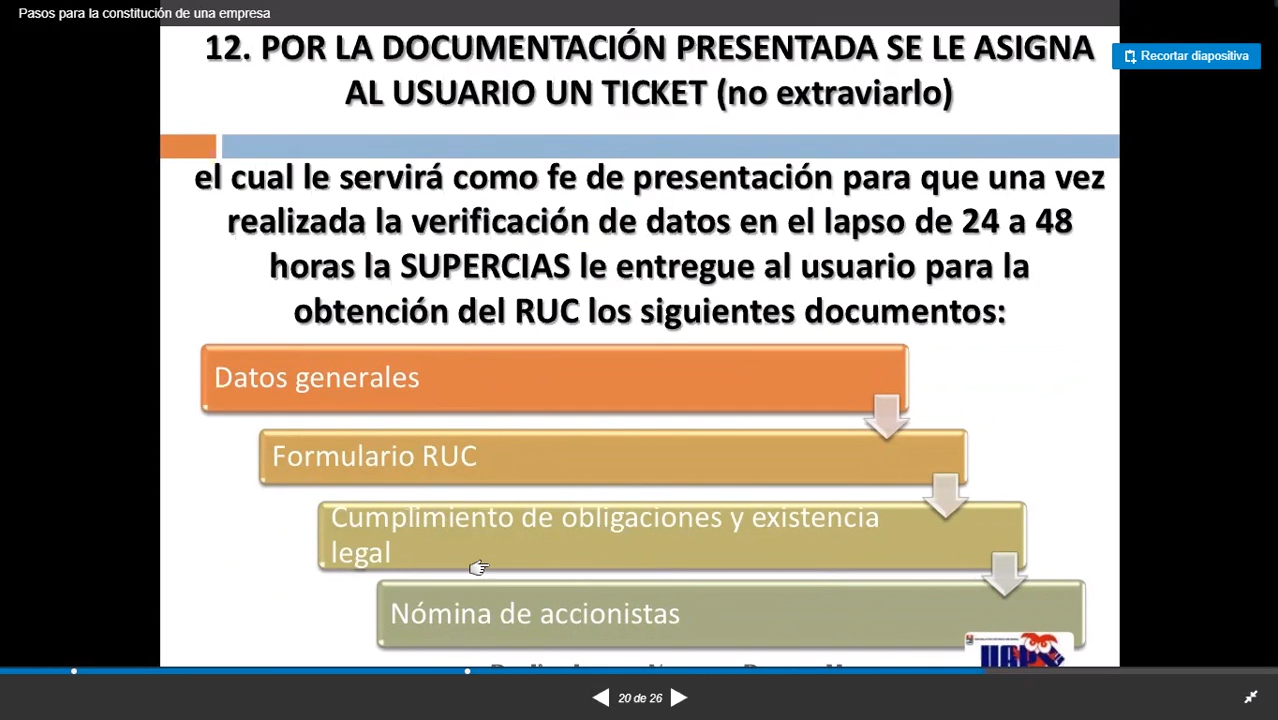 Pasos para la constitución de una empresa
12. POR LA DOCUMENTACIÓN PRESENTADA SE LE ASIGNA
AL USUARIO UN TICKET (no extraviarlo)
Recortar diapositiva
el cual le servirá como fe de presentación para que una vez
realizada la verificación de datos en el lapso de 24 a 48
horas la SUPERCIAS le entregue al usuario para la
obtención del RUC los siguientes documentos:
Datos generales
Formulario RUC
Cumplimiento de obligaciones y existencia
legal
Nómina de accionistas
20 de 26